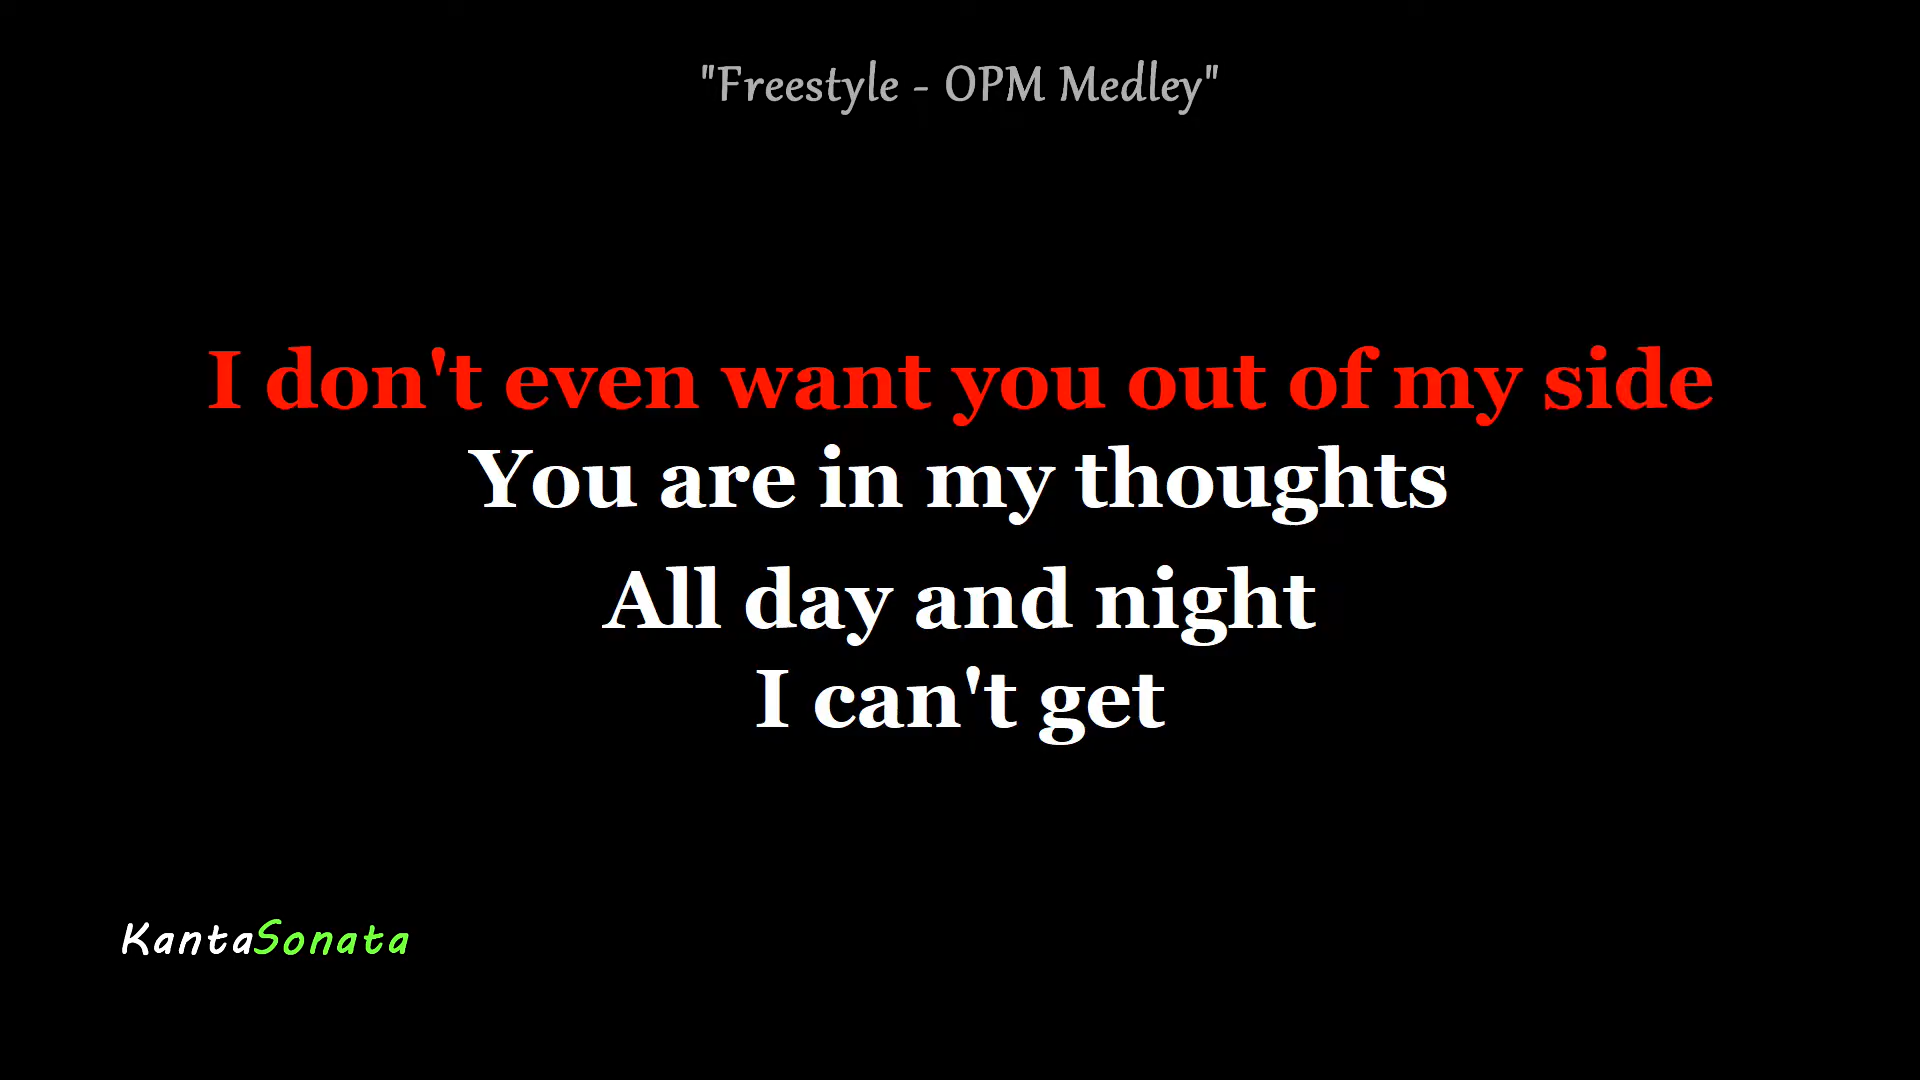 "Freestyle - OPM Medley"
I don't even want you out of my side
You are in my thoughts
All day and night
I can't get
KantaSonata